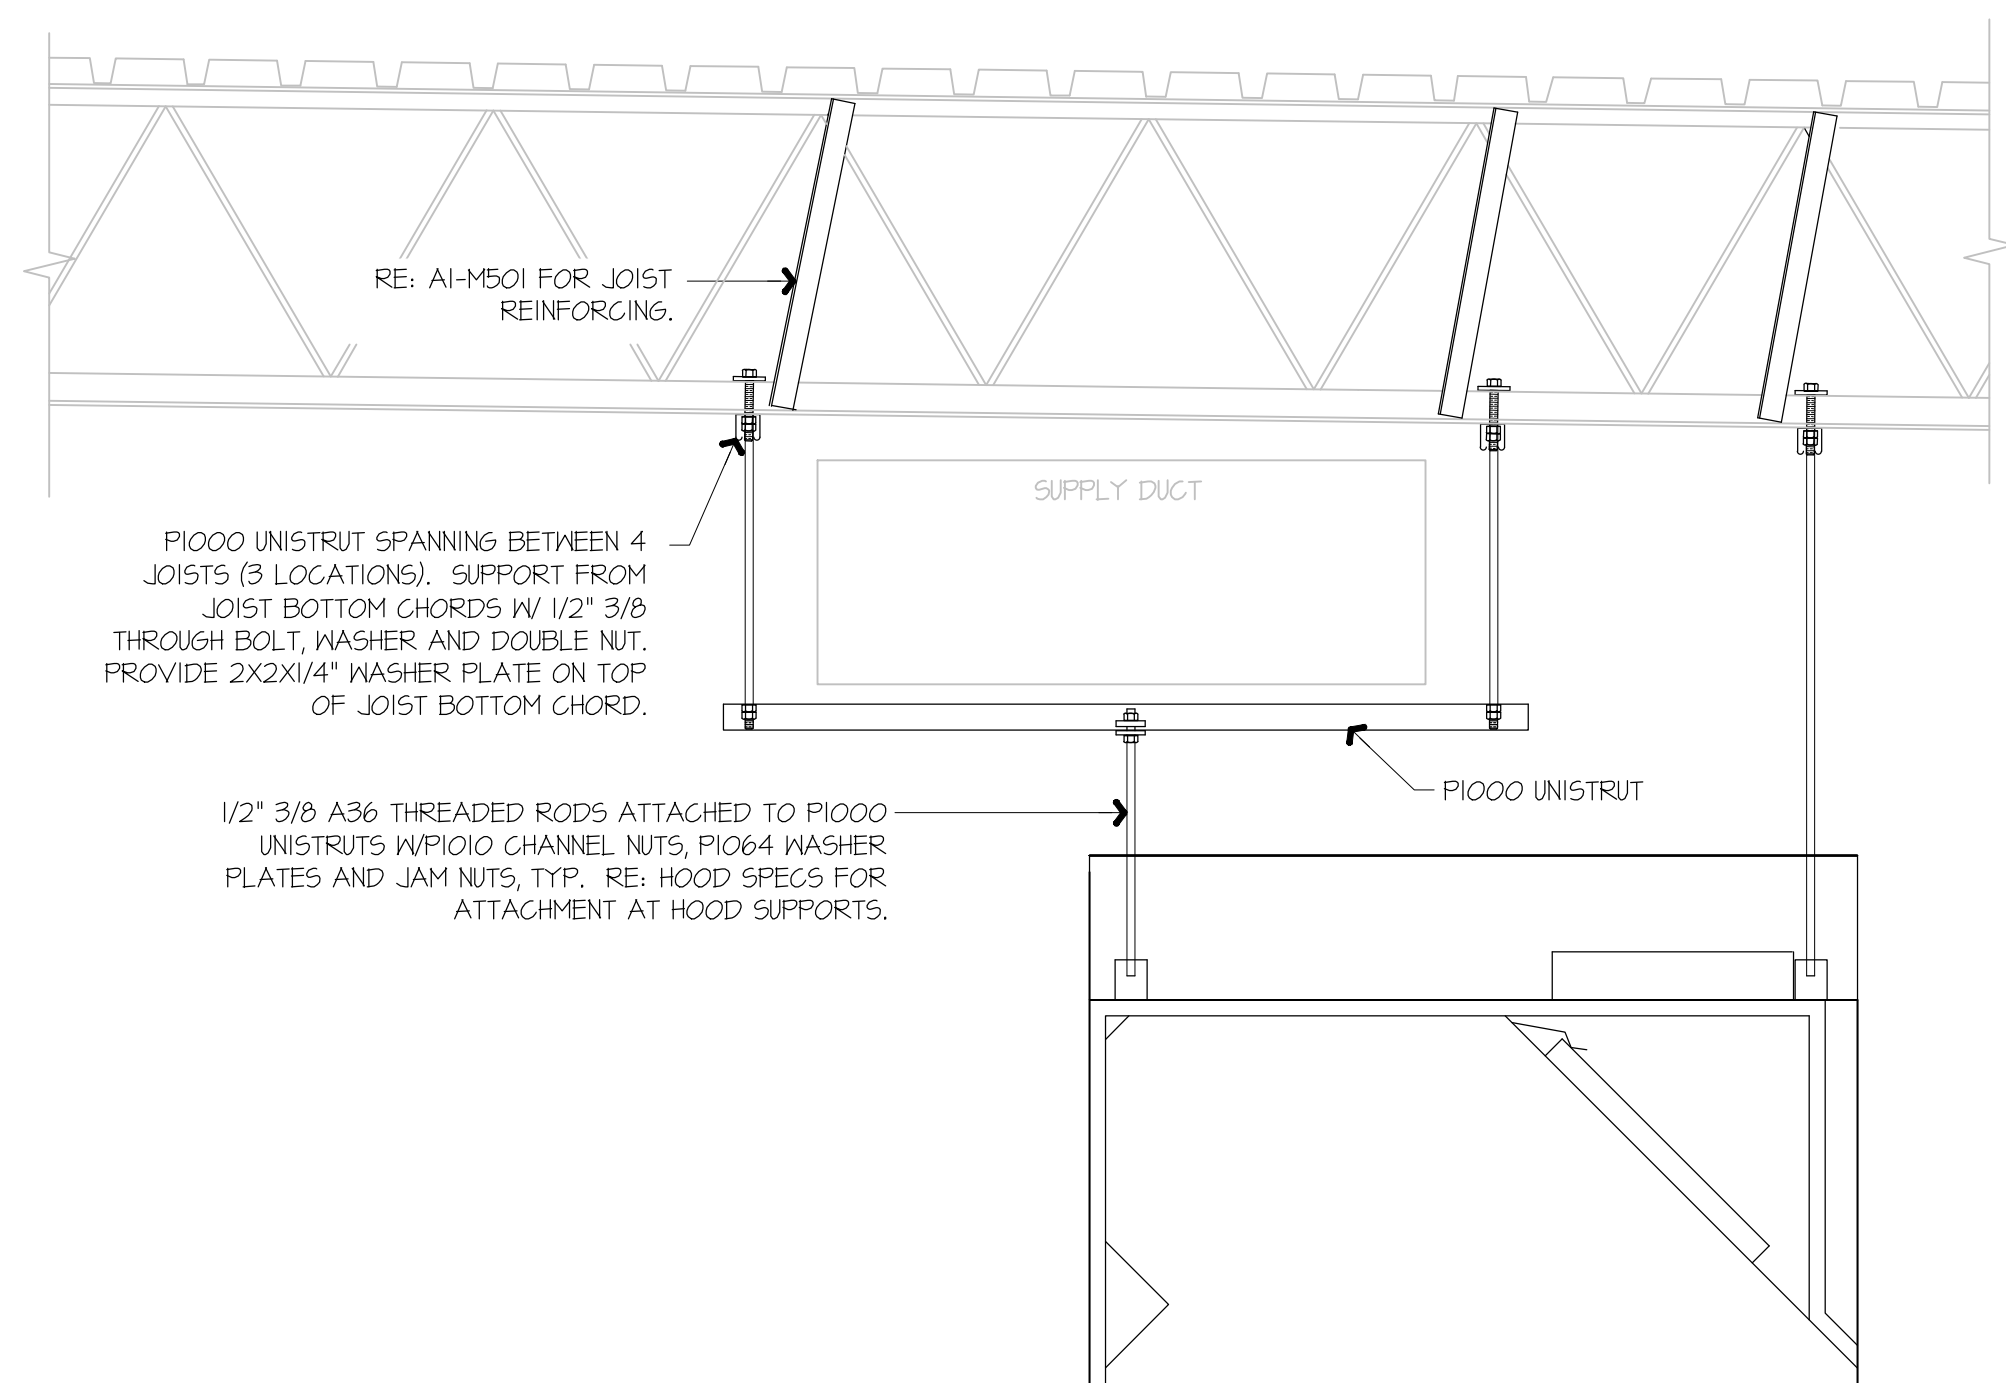 RE: A1-M501 FOR JOIST
REINFORCING.
SUPPLY DUCT
P1000 UNISTRUT SPANNING BETWEEN 4
JOISTS (3 LOCATIONS).  SUPPORT FROM
JOIST BOTTOM CHORDS W/ 1/2" 3/8
THROUGH BOLT, WASHER AND DOUBLE NUT.
PROVIDE 2X2X1/4" WASHER PLATE ON TOP
OF JOIST BOTTOM CHORD.
P1000 UNISTRUT
1/2" 3/8 A36 THREADED RODS ATTACHED TO P1000
UNISTRUTS W/P1010 CHANNEL NUTS, P1064 WASHER
PLATES AND JAM NUTS, TYP.  RE: HOOD SPECS FOR
ATTACHMENT AT HOOD SUPPORTS.